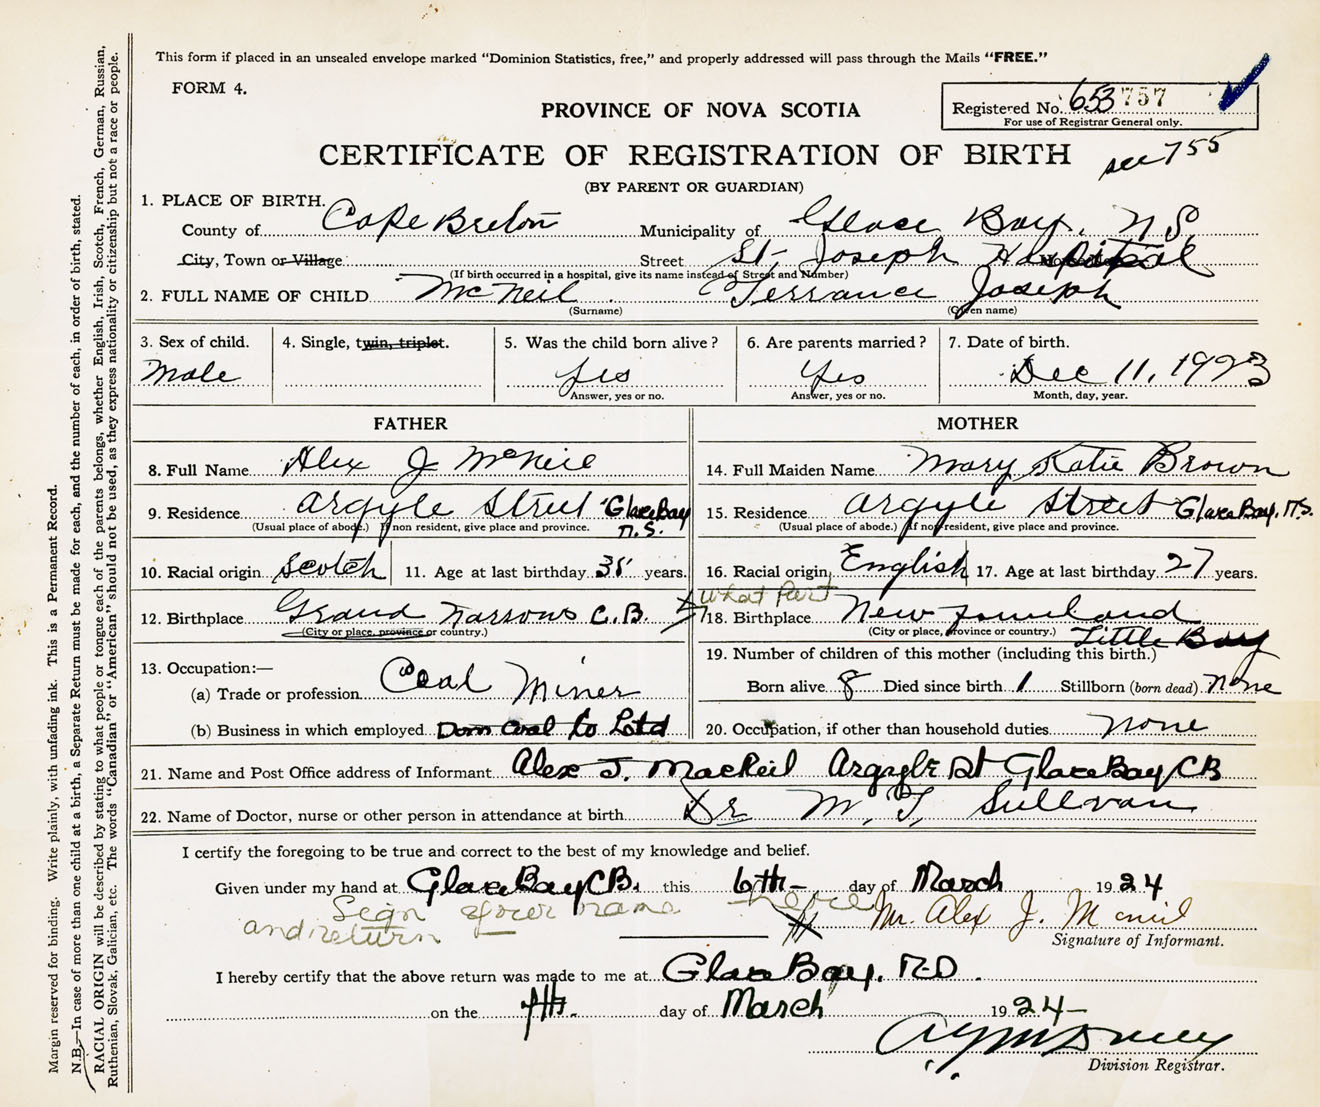 This form if placed in an unsealed envelope marked “Dominion Statistics, free,” and properly addressed will pass through the Mails “FREE.”
FORM 4.
Registered No. 653 757
For use of Registrar General only.
PROVINCE OF NOVA SCOTIA
CERTIFICATE OF REGISTRATION OF BIRTH see 755
(BY PARENT OR GUARDIAN)
1. PLACE OF BIRTH.
County of Cape Breton Municipality of Glace Bay. N S.
City, Town or Village Street St- Joseph Hospital
(If birth occurred in a hospital, give its name instead of Street and Number)
2. FULL NAME OF CHILD McNeil Terrance Joseph
(Surname) (Given name)
3. Sex of child. 4. Single, twin, triplet. 5. Was the child born alive? 6. Are parents married? 7. Date of birth.
Male yes Yes Dec 11, 1923
Answer, yes or no. Answer, yes or no. Month, day, year.
FATHER MOTHER
8. Full Name Alex J McNeil 14. Full Maiden Name Mary Katie Brown
9. Residence Argyle Street Glace Bay 15. Residence Argyle Street Glace Bay. N.S.
(Usual place of abode.) If non resident, give place and province. (Usual place of abode.) If non resident, give place and province.
N.S.
10. Racial origin Scotch 11. Age at last birthday years. 16. Racial origin English 17. Age at last birthday 27 years.
what part
12. Birthplace Grand Narrows C.B. 18. Birthplace New foundland
(City or place, province or country.) (City or place, province or country.) Little Bay
19. Number of children of this mother (including this birth.)
13. Occupation:—
(a) Trade or profession Coal Miner Born alive 8 Died since birth 1 Stillborn (born dead) none
(b) Business in which employed Dom Coal Co Lotd 20. Occupation, if other than household duties none
21. Name and Post Office address of Informant Alex J. MacNeil Argagle St Glace Bay CB
22. Name of Doctor, nurse or other person in attendance at birth Dr M. T. Sullivan
I certify the foregoing to be true and correct to the best of my knowledge and belief.
Given under my hand at Glace Bay CB. this 6th- day of March 1924
Sign your name here Mr. Alex J. McNeil
and return
Signature of Informant.
I hereby certify that the above return was made to me at Glace Bay.
on the 7th. day of March 1924-
Division Registrar.
Margin reserved for binding. Write plainly, with unfading ink. This is a Permanent Record.
N.B.—In case of more than one child at a birth, a Separate Return must be made for each, and the number of each, in order of birth, stated.
RACIAL ORIGIN will be described by stating to what people or tongue each of the parents belongs, whether English, Irish, Scotch, French, German, Russian,
Ruthenian, Slovak, Galician, etc. The words “Canadian” or “American” should not be used, as they express nationality or citizenship but not a race or people.